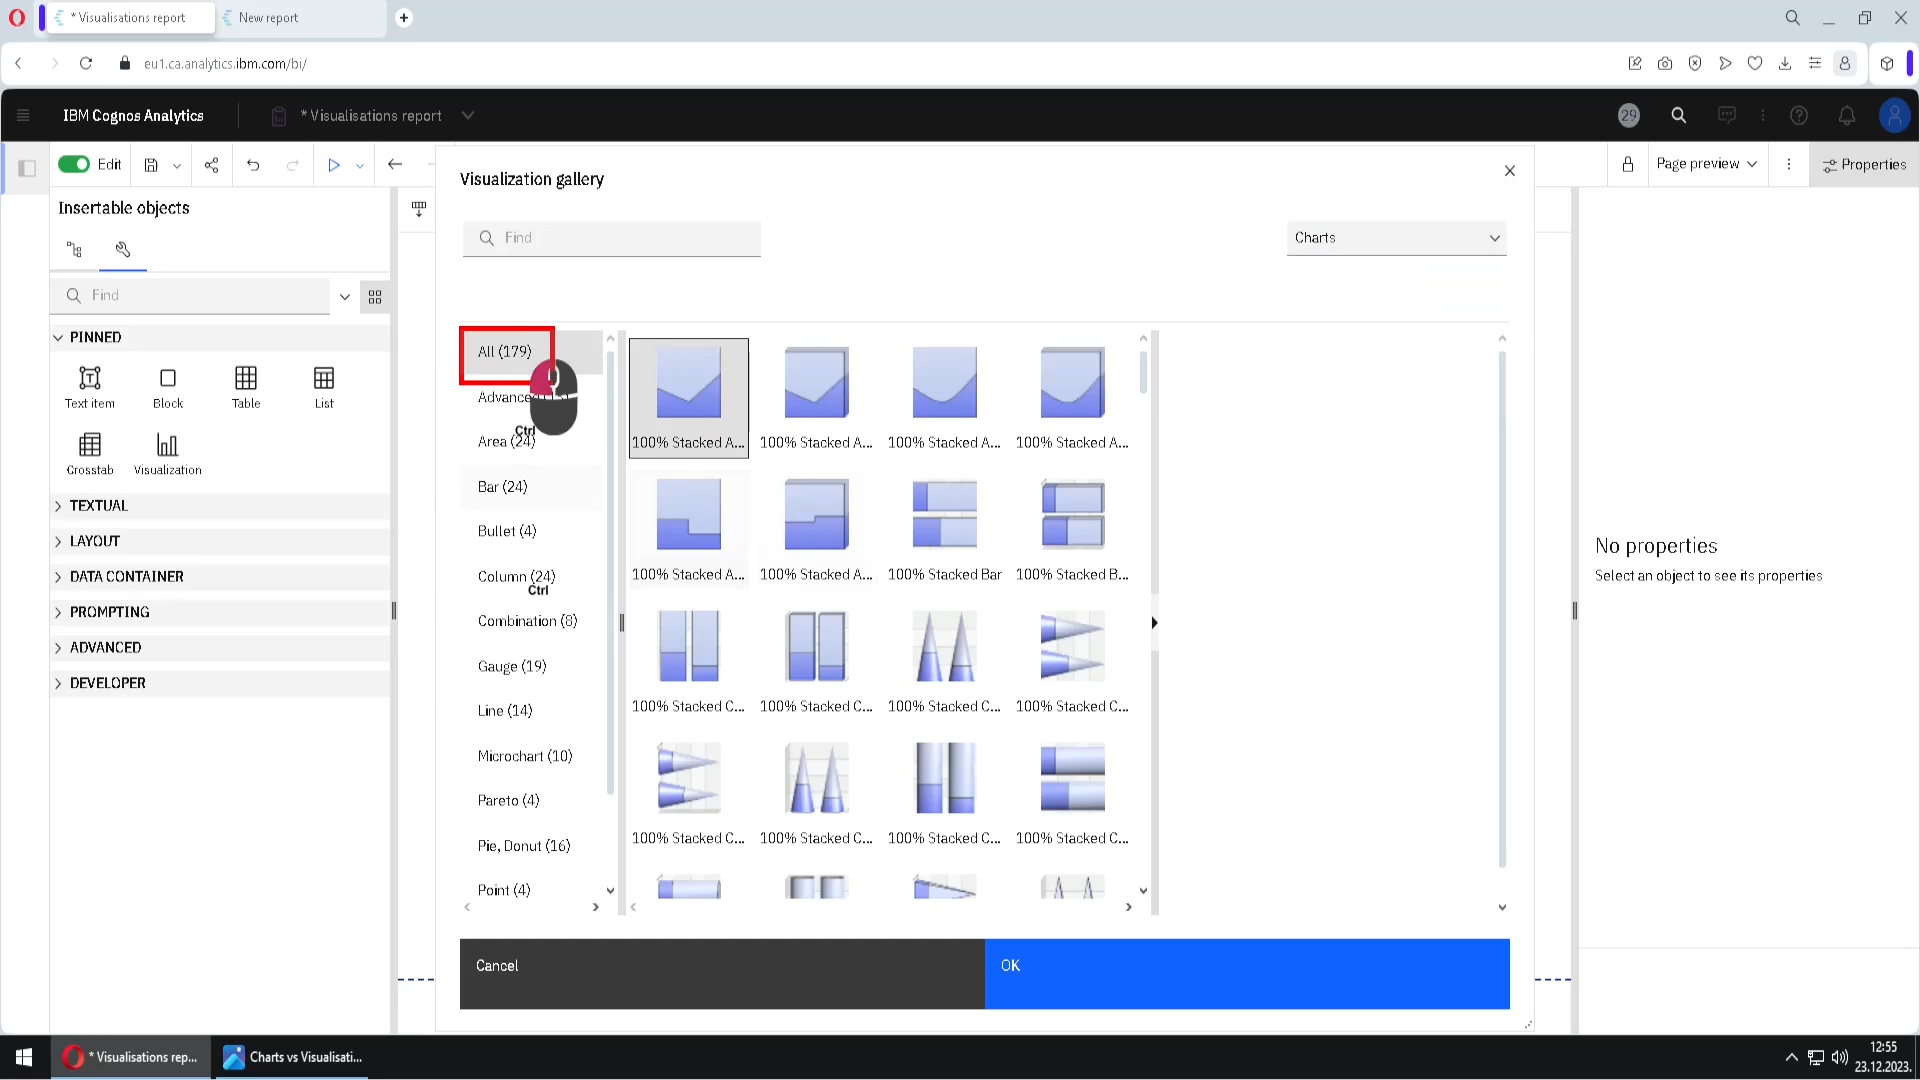 * Visualisations report
New report
eu1.ca.analytics.ibm.com/bi/
IBM Cognos Analytics
* Visualisations report
29
Edit
Page preview
Properties
Insertable objects
Find
PINNED
Text item
Block
Table
List
Crosstab
Visualization
TEXTUAL
LAYOUT
DATA CONTAINER
PROMPTING
ADVANCED
DEVELOPER
Visualization gallery
Find
Charts
All (179)
Ctrl
Area (24)
Bar (24)
Bullet (4)
Column (24)
Ctrl
Combination (8)
Gauge (19)
Line (14)
Microchart (10)
Pareto (4)
Pie, Donut (16)
Point (4)
100% Stacked A...
100% Stacked A...
100% Stacked A...
100% Stacked A...
100% Stacked A...
100% Stacked A...
100% Stacked Bar
100% Stacked B...
100% Stacked C...
100% Stacked C...
100% Stacked C...
100% Stacked C...
100% Stacked C...
100% Stacked C...
100% Stacked C...
100% Stacked C...
No properties
Select an object to see its properties
Cancel
OK
* Visualisations rep...
Charts vs Visualisati...
12:55
23.12.2023.